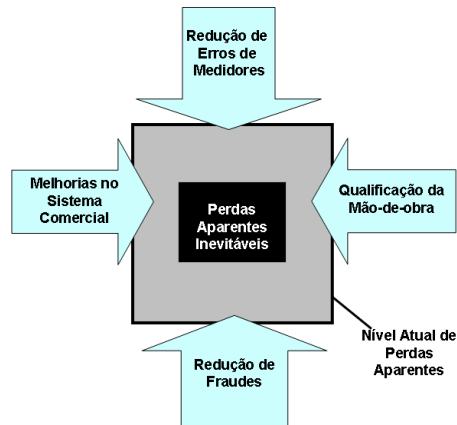 Redução de
Erros de
Medidores
Melhorias no
Sistema
Comercial
Perdas
Aparentes
Inevitáveis
Qualificação da
Mão-de-obra
Nível Atual de
Perdas
Aparentes
Redução de
Fraudes